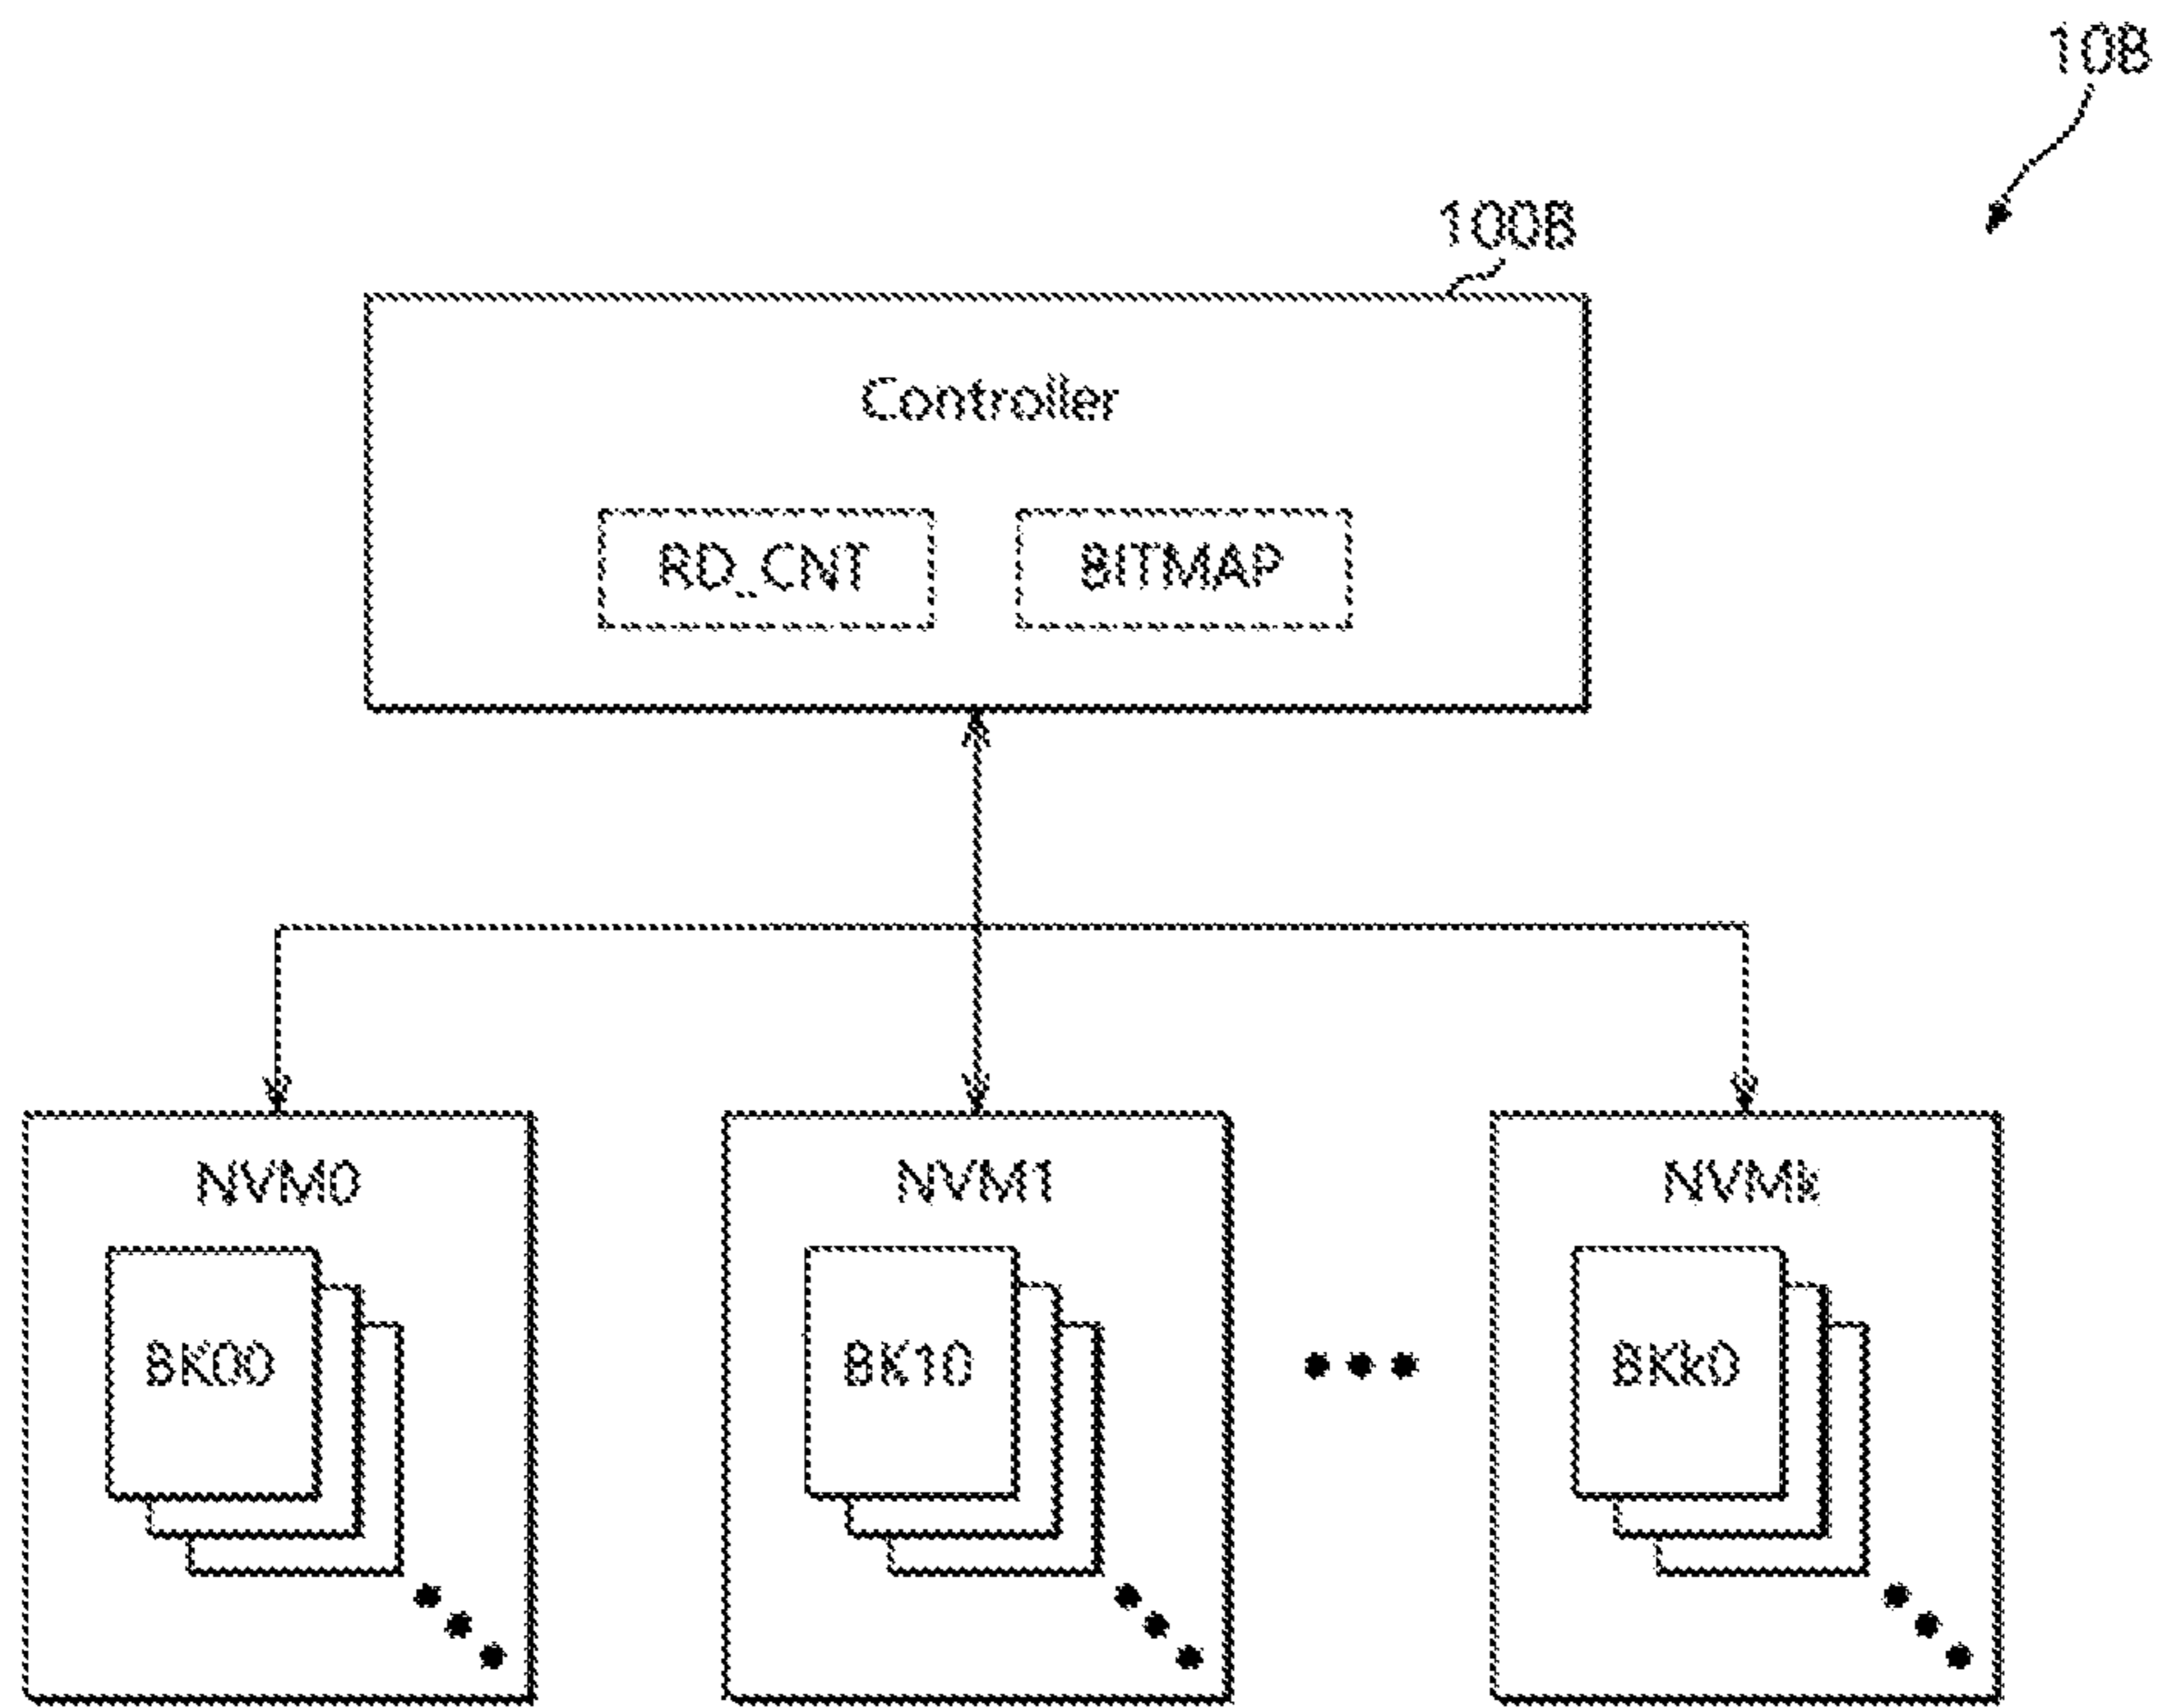 10B
100B
Controller
RD_CNT BITMAP
NVM0 NVM1 NVMk
BK00 BK10 BKk0